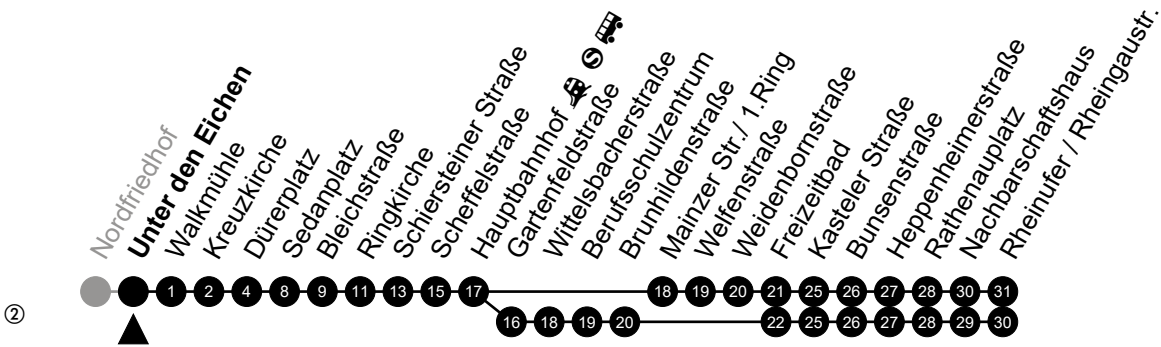 Nordfriedhof
Unter den Eichen
Walkmühle
Kreuzkirche
Dürerplatz
Sedanplatz
Bleichstraße
Ringkirche
Schiersteiner Straße
Scheffelstraße
Hauptbahnhof S
Gartenfeldstraße
Wittelsbacherstraße
Berufsschulzentrum
Brunhildenstraße
Mainzer Str./ 1.Ring
Welfenstraße
Weidenbornstraße
Freizeitbad
Kasteler Straße
Bunsenstraße
Heppenheimerstraße
Rathenauplatz
Nachbarschaftshaus
Rheinufer / Rheingaustr.
1 2 4 8 9 11 13 15 17 18 19 20 21 25 26 27 28 30 31
② 16 18 19 20 22 25 26 27 28 29 30